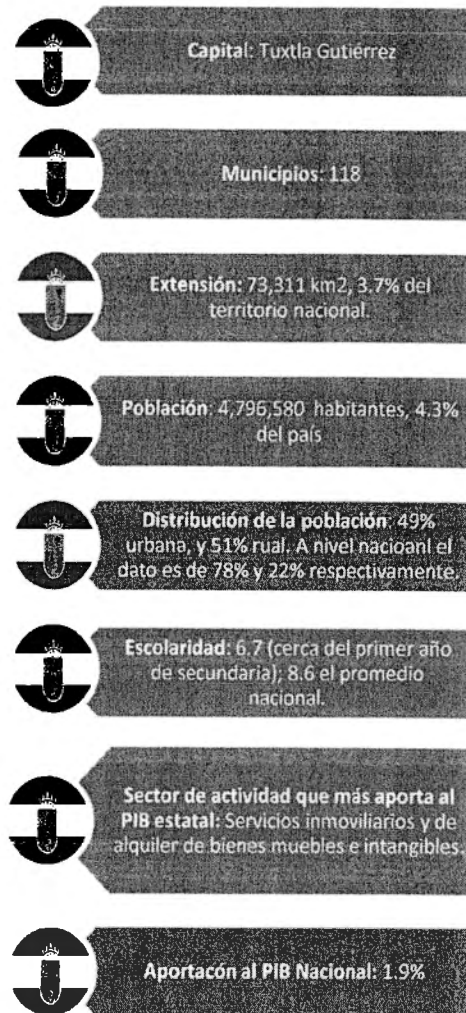 Capital: Tuxtla Gutiérrez
Municipios: 118
Extensión: 73,311 km2, 3.7% del
territorio nacional.
Población: 4,796,580 habitantes, 4.3%
del país
Distribución de la población: 49%
urbana, y 51% rual. A nivel nacioanl el
dato es de 78% y 22% respectivamente.
Escolaridad: 6.7 (cerca del primer año
de secundaria); 8.6 el promedio
nacional.
Sector de actividad que más aporta al
PIB estatal: Servicios inmoviliarios y de
alquiler de bienes muebles e intangibles.
Aportacón al PIB Nacional: 1.9%